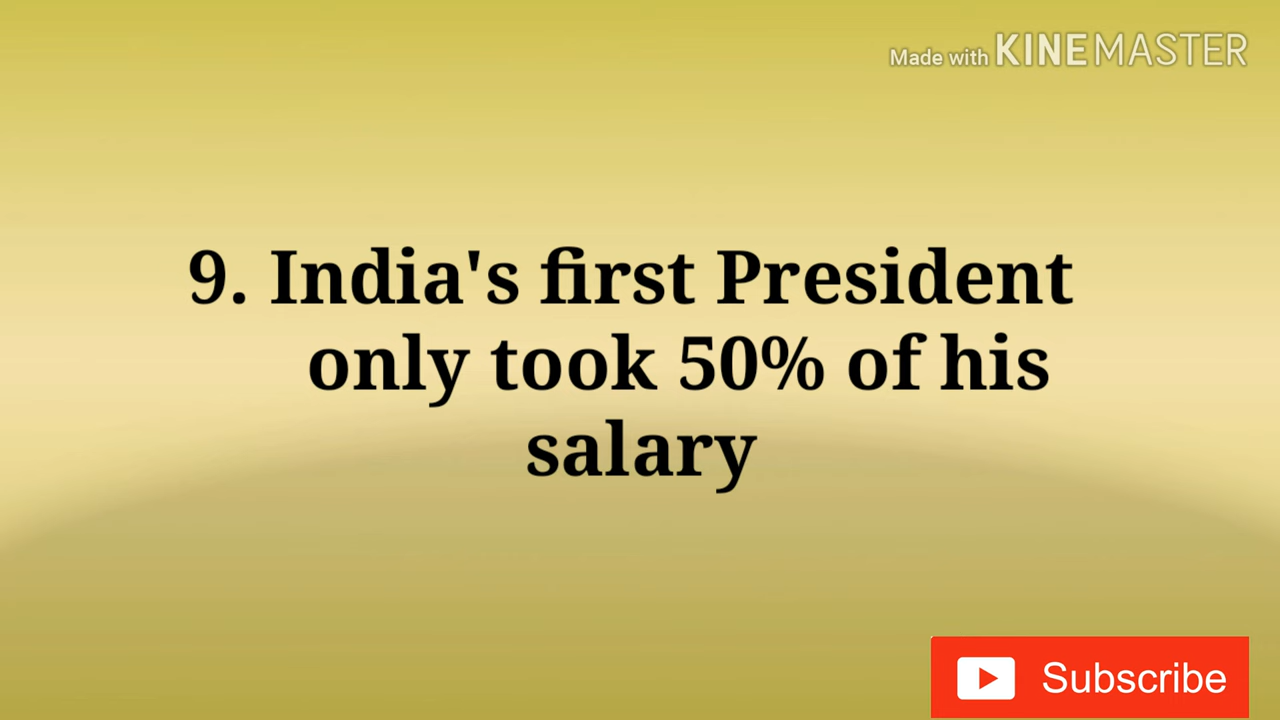 Made with KINEMASTER
9. India's first President
only took 50% of his
salary
Subscribe